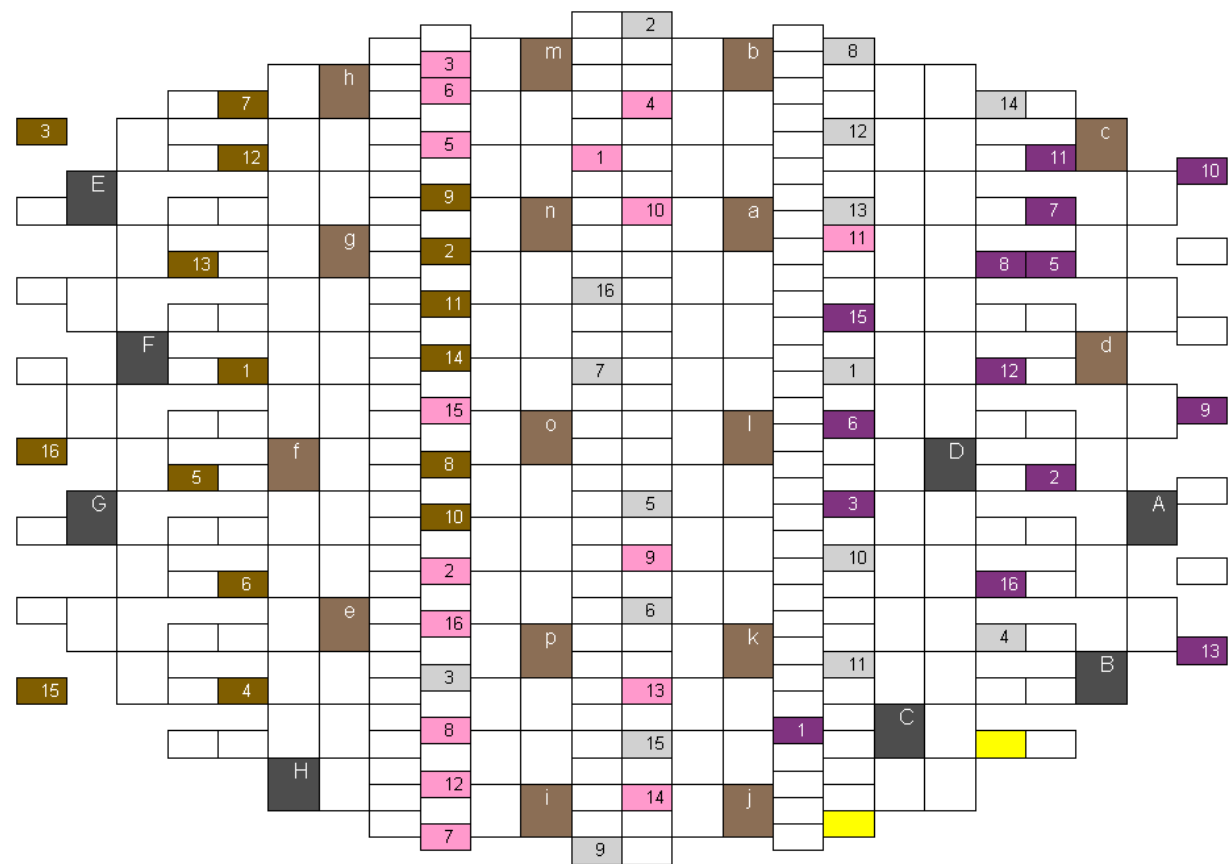 2
m b 8
3
h
6
7 4 14
3 12 c
5
12 1 11
10
E
9
n 10 a 13 7
g 11
2
13 8 5
16
11 15
F d
14
1 7 1 12
15 9
o l 6
16 f D
8
5 2
G 5 3 A
10
9 10
2
6 16
e 6
16
p k 4
3 11 B 13
15 4 13
C
8 1
15
H
12
i 14 j
7
9